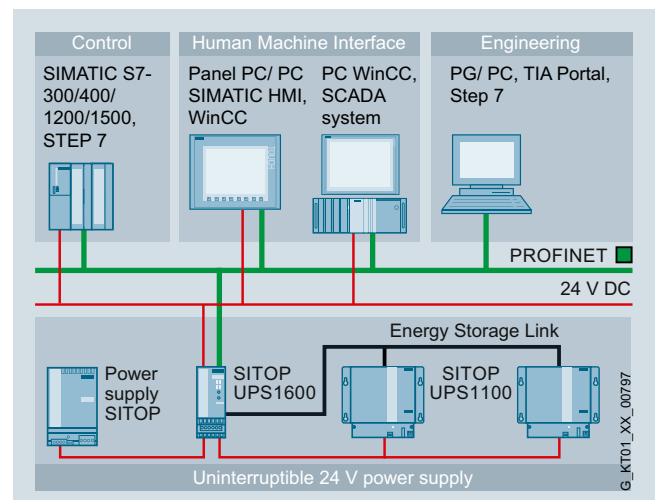 Control
SIMATIC S7-
300/400/
1200/1500,
STEP 7
Human Machine Interface
Panel PC/ PC
SIMATIC HMI,
WinCC
PC WinCC,
SCADA
system
Engineering
PG/ PC, TIA Portal,
Step 7
PROFINET
24 V DC
Energy Storage Link
Power
supply
SITOP
SITOP
UPS1600
SITOP
UPS1100
Uninterruptible 24 V power supply
G_KT01_XX_00797